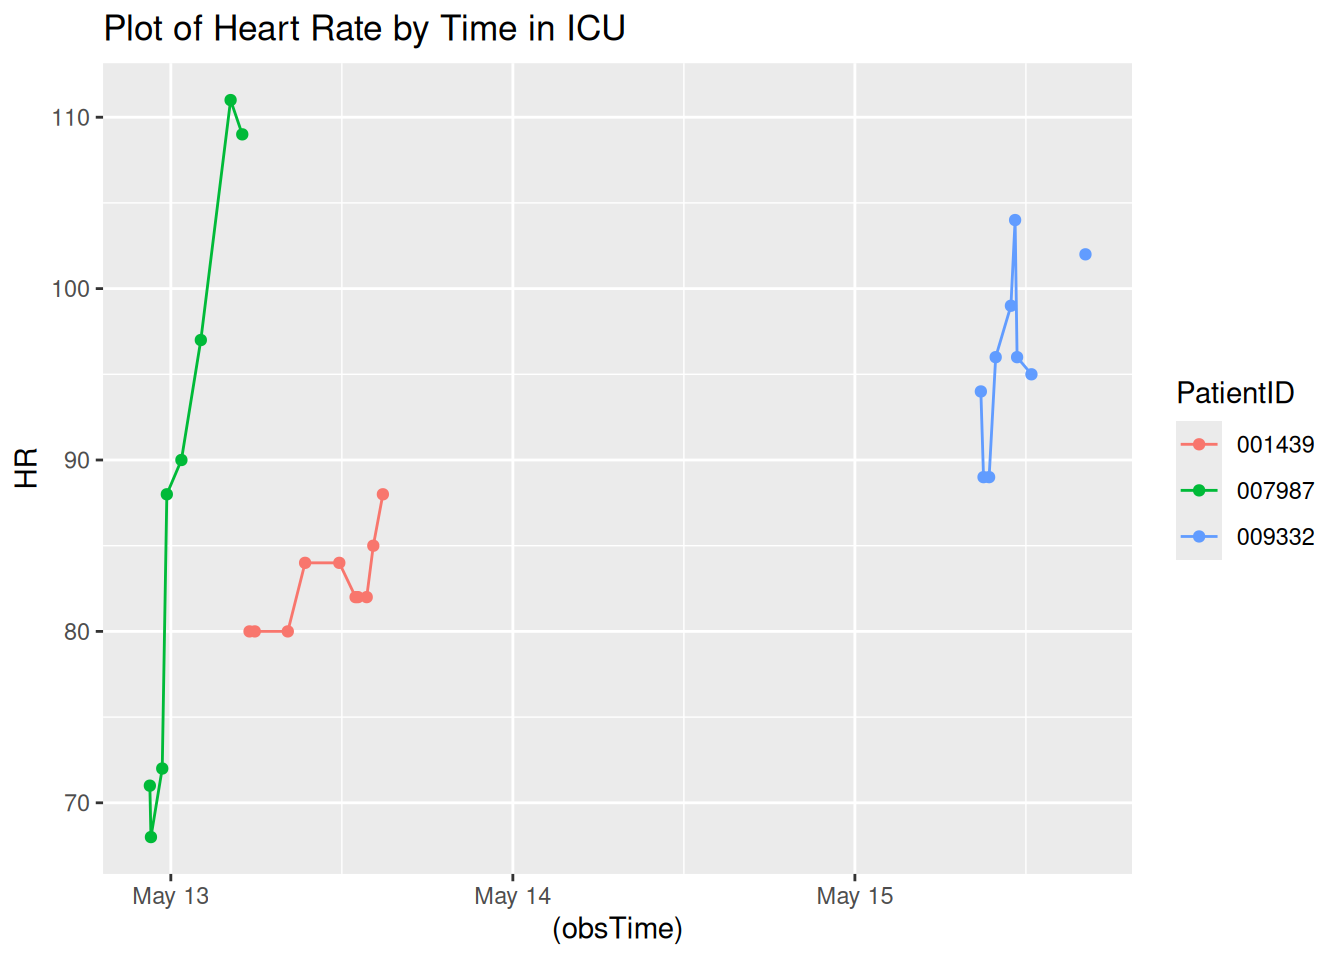 Plot of Heart Rate by Time in ICU
110
100
90
80
70
HR
May 13
May 14
May 15
(obsTime)
PatientID
001439
007987
009332